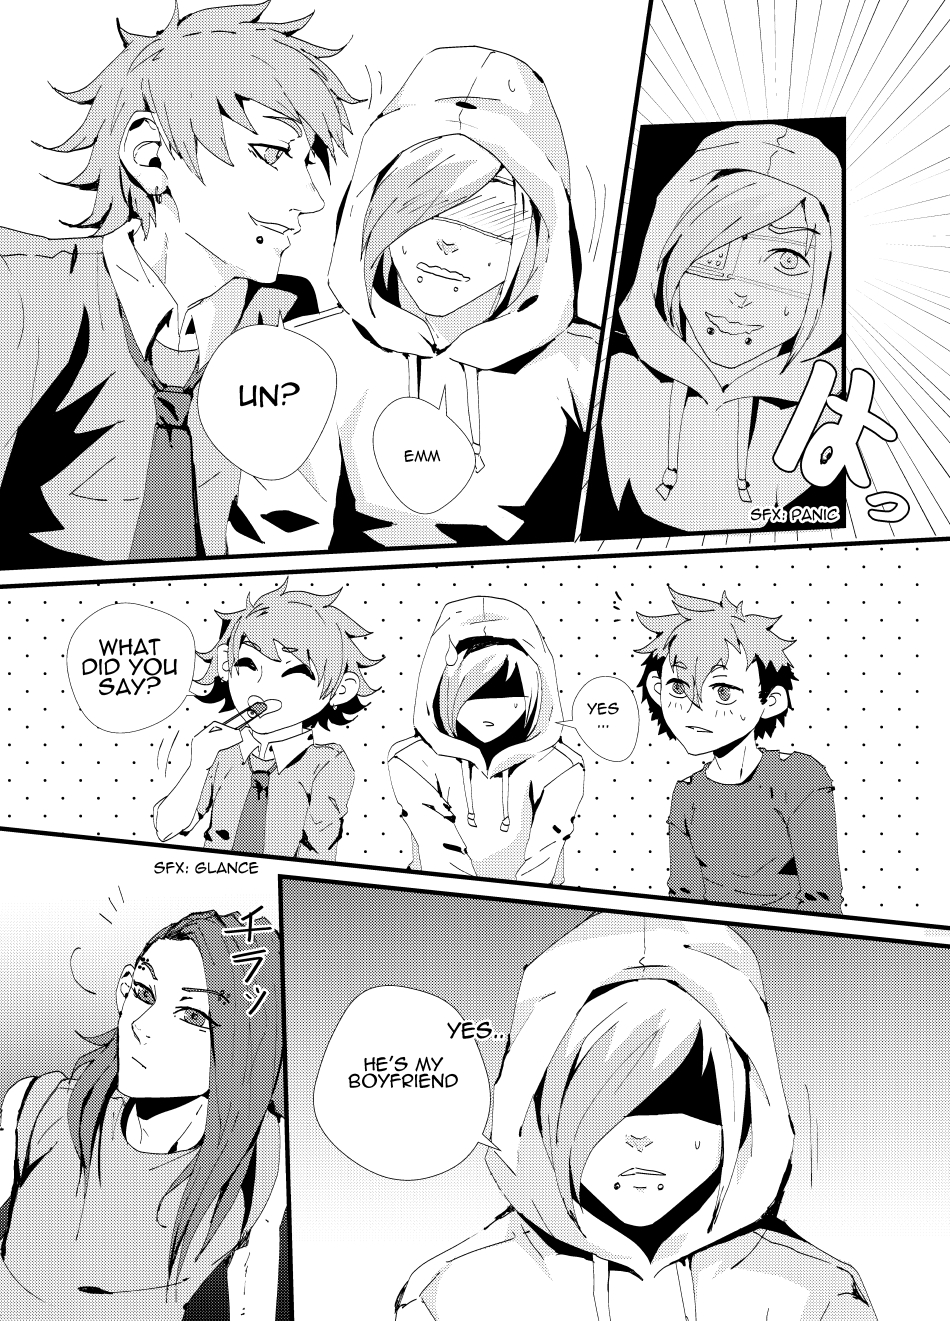 UN?
EMM
はっ
SFX: PANIC
WHAT
DID YOU
SAY?
YES
...
SFX: GLANCE
チラッ
YES..
HE'S MY
BOYFRIEND